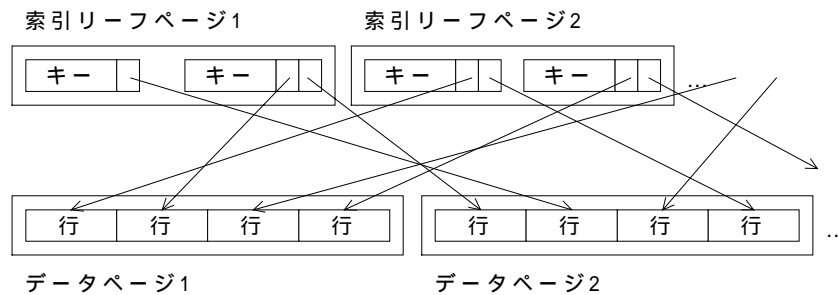 索引リーフページ1 索引リーフページ2
キー キー キー キー ...
行 行 行 行 行 行 行 行 ...
データページ1 データページ2